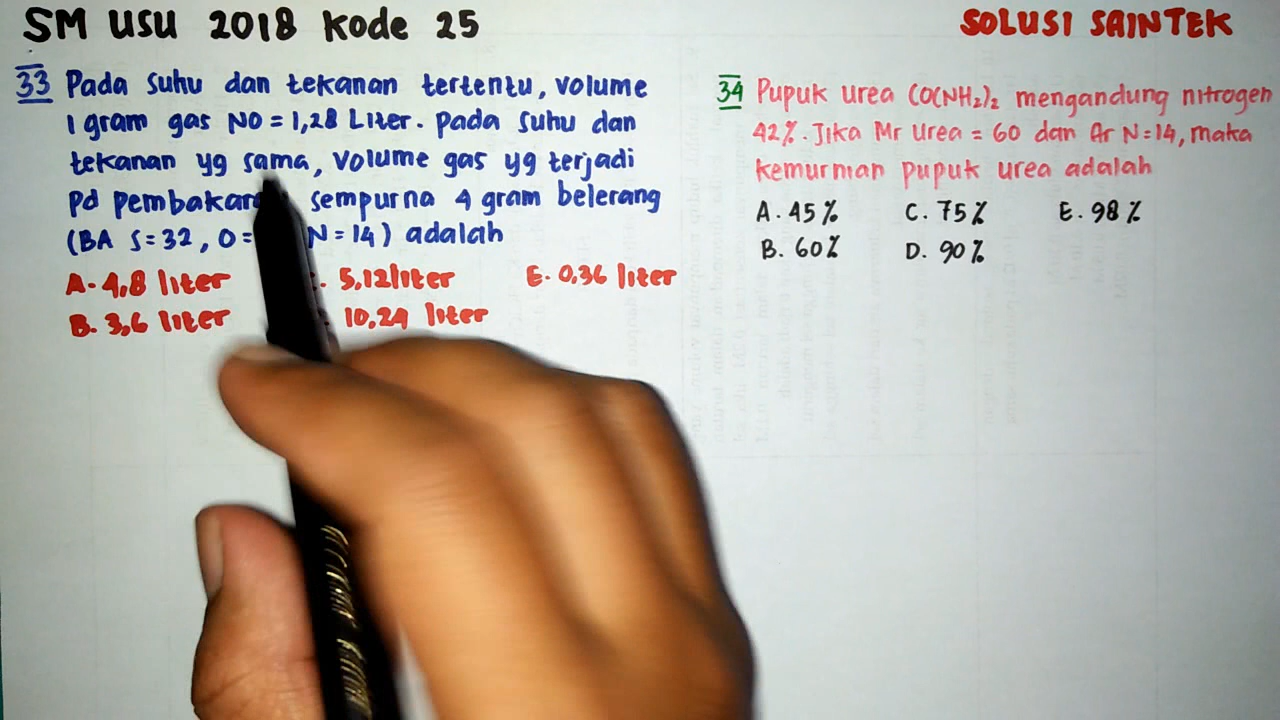 SM USU 2018 Kode 25
SOLUSI SAINTEK
33 Pada suhu dan tekanan tertentu, volume
1 gram gas NO = 1,28 Liter. Pada suhu dan
tekanan yg sama, volume gas yg terjadi
Pd pembakar sempurna 4 gram belerang
(BA S=32, O= N=14) adalah
A. 4,8 liter
5,12 liter
E. 0,36 liter
B. 3,6 liter
10,24 liter
34 Pupuk urea CO(NH2)2 mengandung nitrogen
42%. Jika Mr Urea = 60 dan Ar N=14, maka
kemurnian pupuk urea adalah
A. 45%
C. 75%
E. 98%
B. 60%
D. 90%